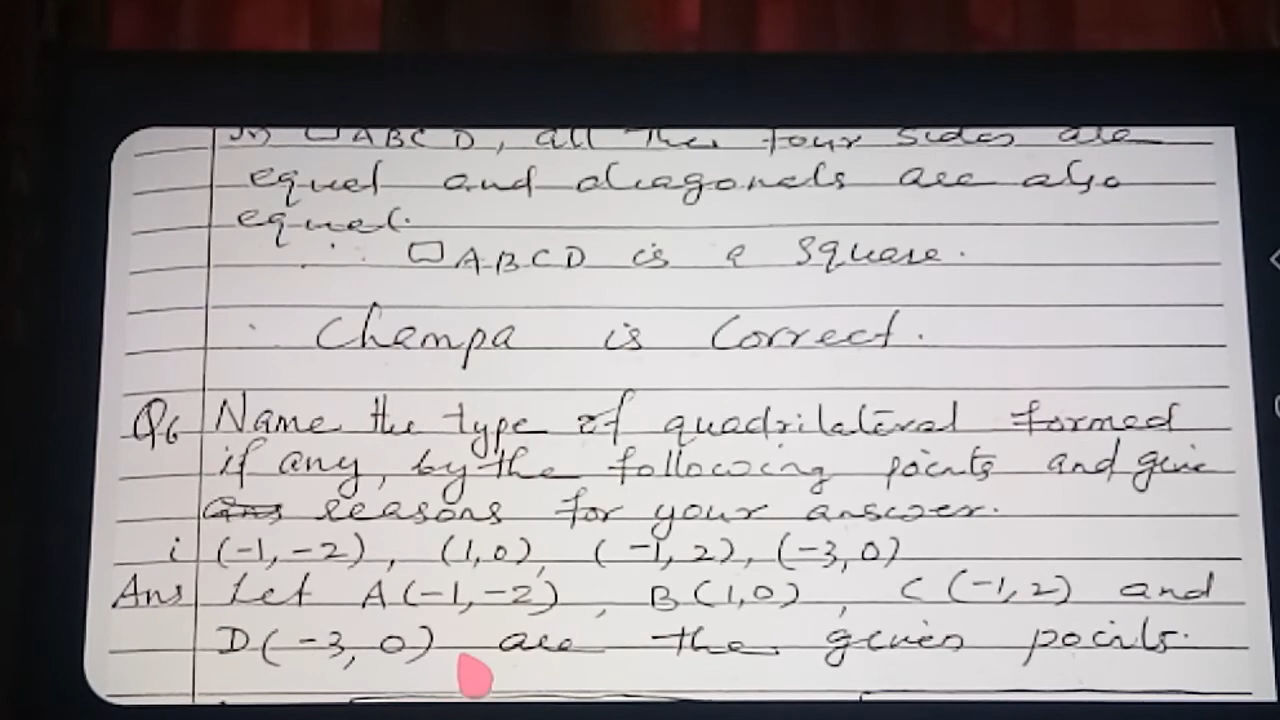 In □ABCD, all the four sides are
equal and diagonals are also
equal.
∴ □ABCD is a square.
∴ Champa is correct.
Q6 Name the type of quadrilateral formed
if any, by the following points and give
reasons for your answer.
i (-1,-2), (1,0), (-1,2), (-3,0)
Ans Let A(-1,-2), B(1,0), C(-1,2) and
D(-3,0) are the given points.